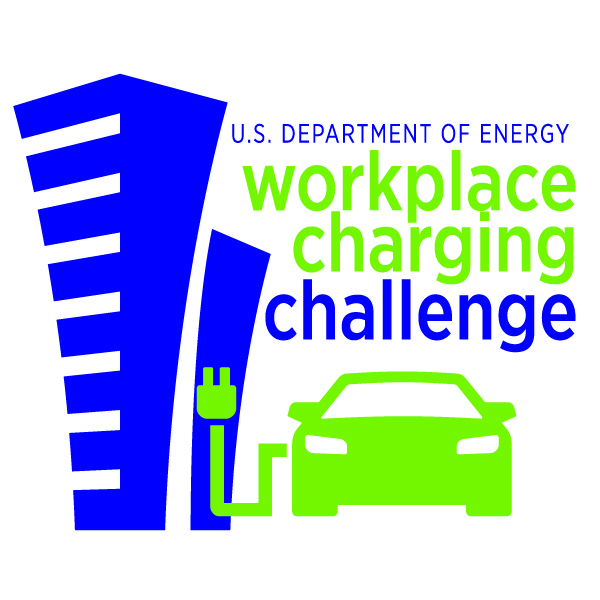 U.S. DEPARTMENT OF ENERGY
workplace
charging
challenge